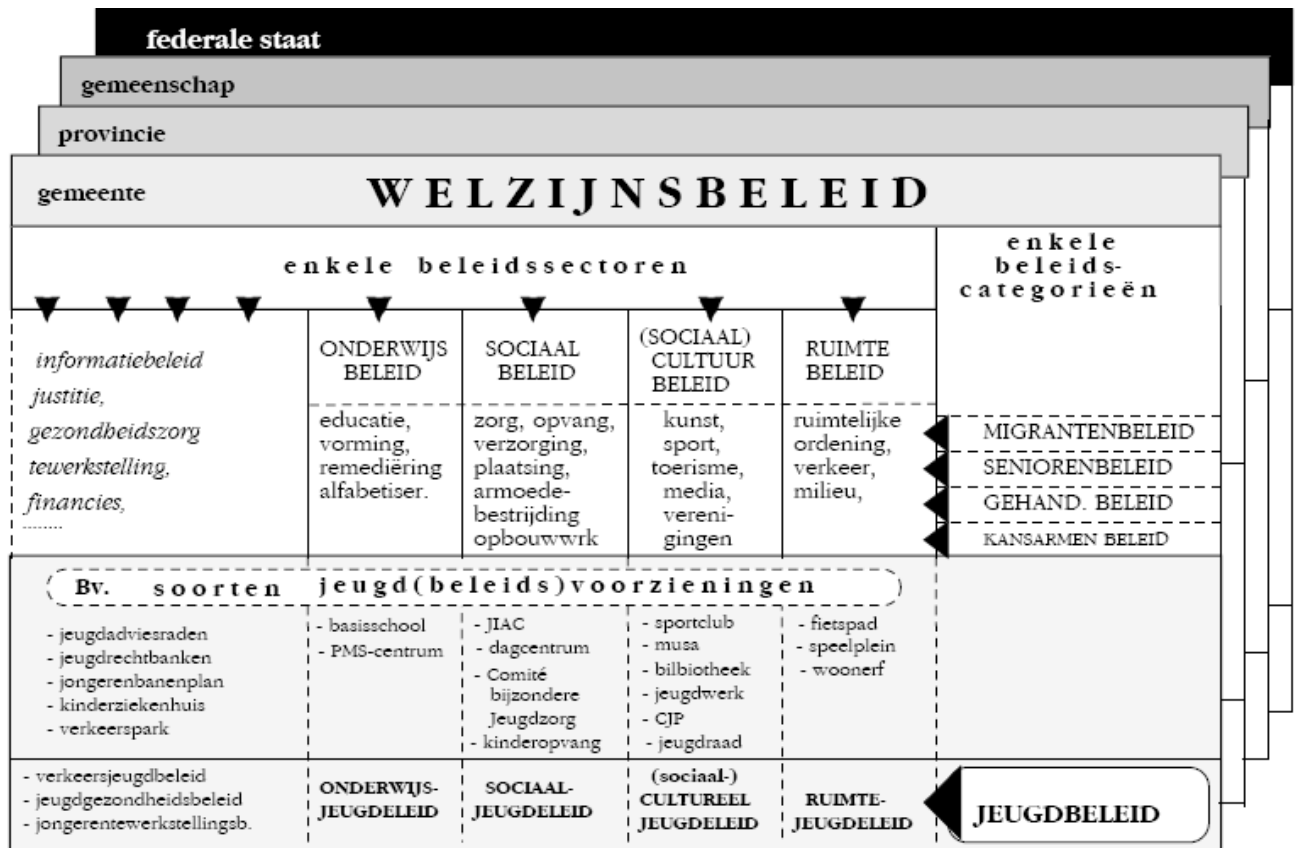 federale staat
gemeenschap
provincie
gemeente
WELZIJNSBELEID
enkele beleidssectoren
enkele
beleids-
categorieën
informatiebeleid
justitie,
gezondheidszorg
tewerkstelling,
financies,
........
ONDERWIJS
BELEID
educatie,
vorming,
remediëring
alfabetiser.
SOCIAAL
BELEID
zorg, opvang,
verzorging,
plaatsing,
armoede-
bestrijding
opbouwwrk
(SOCIAAL)
CULTUUR
BELEID
kunst,
sport,
toerisme,
media,
vereni-
gingen
RUIMTE
BELEID
ruimtelijke
ordening,
verkeer,
milieu,
MIGRANTENBELEID
SENIORENBELEID
GEHAND. BELEID
KANSARMEN BELEID
Bv. soorten jeugd(beleids)voorzieningen
- jeugdadviesraden
- jeugdrechtbanken
- jongerenbanenplan
- kinderziekenhuis
- verkeerspark
- basisschool
- PMS-centrum
- JIAC
- dagcentrum
- Comité
bijzondere
Jeugdzorg
- kinderopvang
- sportclub
- musa
- bilbiotheek
- jeugdwerk
- CJP
- jeugdraad
- fietspad
- speelplein
- woonerf
- verkeersjeugdbeleid
- jeugdgezondheidsbeleid
- jongerentewerkstellingsb.
ONDERWIJS-
JEUGDELEID
SOCIAAL-
JEUGDELEID
(sociaal-)
CULTUREEL
JEUGDELEID
RUIMTE-
JEUGDELEID
JEUGDBELEID